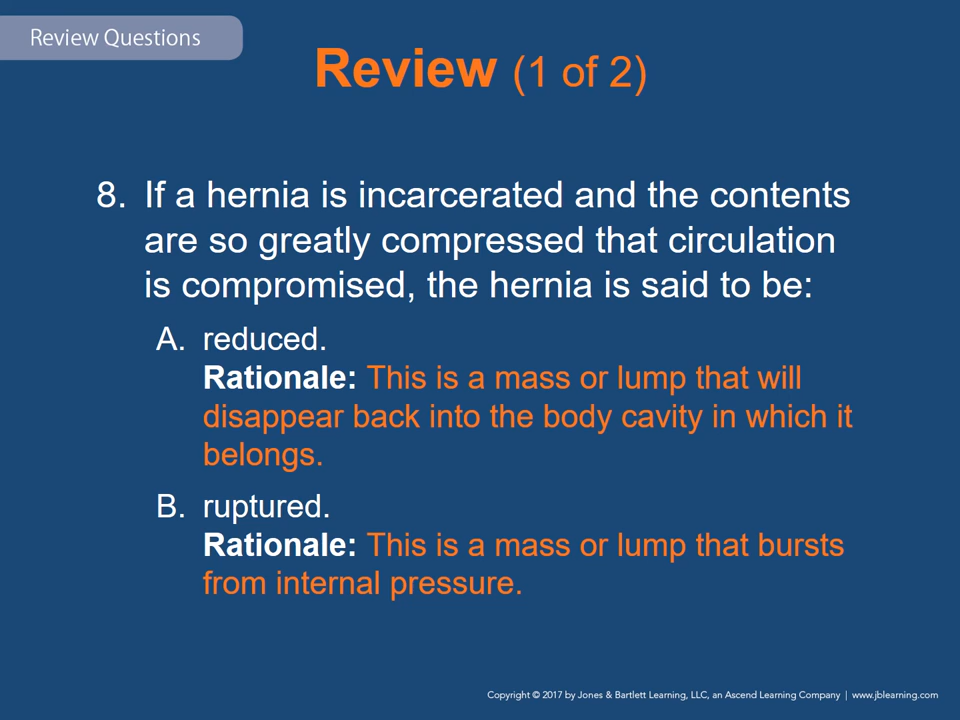 Review Questions
Review (1 of 2)
8. If a hernia is incarcerated and the contents
are so greatly compressed that circulation
is compromised, the hernia is said to be:
A. reduced.
Rationale: This is a mass or lump that will
disappear back into the body cavity in which it
belongs.
B. ruptured.
Rationale: This is a mass or lump that bursts
from internal pressure.
Copyright © 2017 by Jones & Bartlett Learning, LLC, an Ascend Learning Company | www.jblearning.com